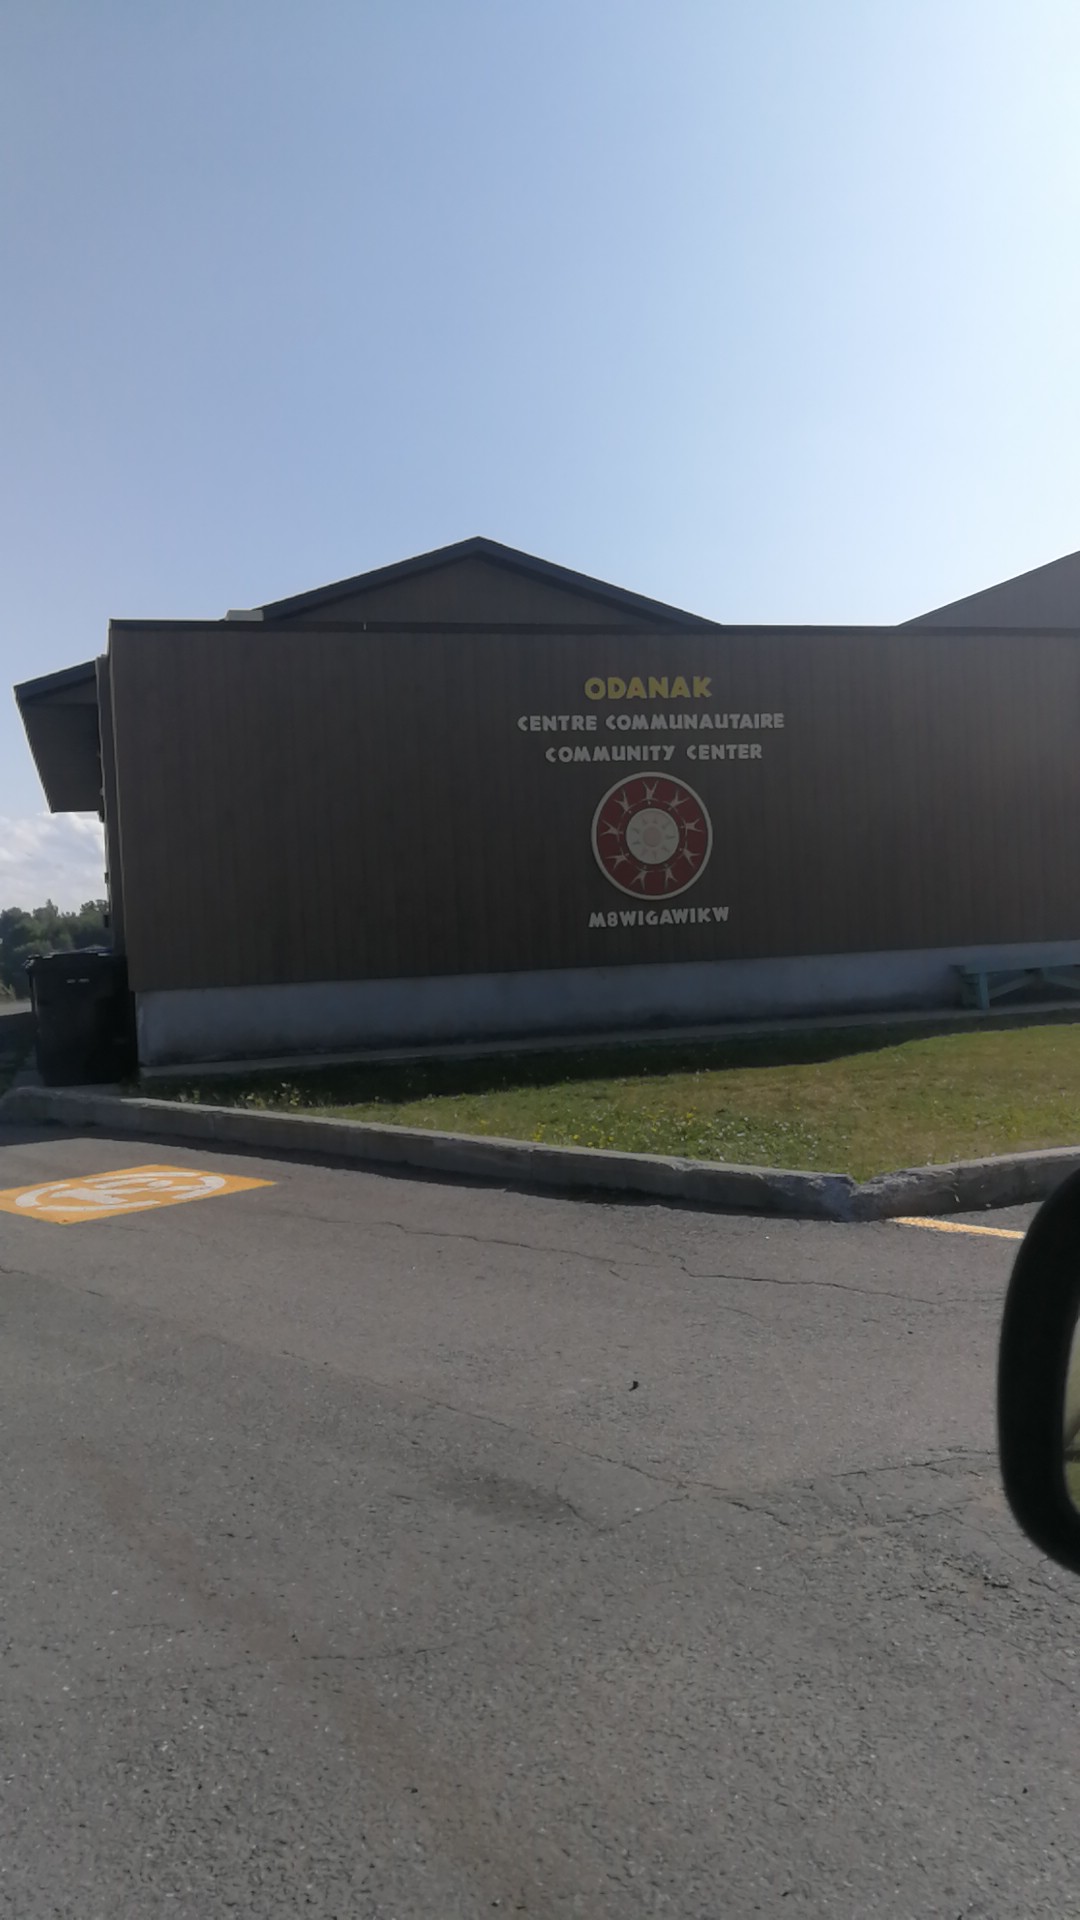 ODANAK
CENTRE COMMUNAUTAIRE
COMMUNITY CENTER
M8WIGAWIKW